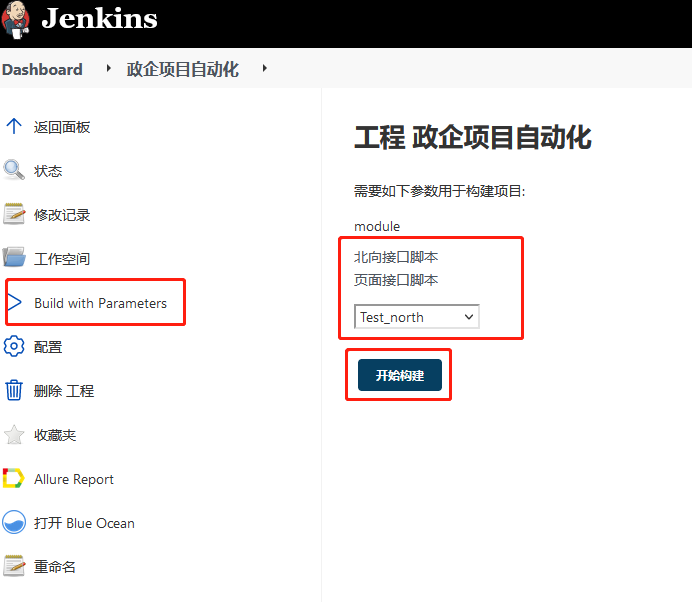 Jenkins
Dashboard
政企项目自动化
返回面板
状态
修改记录
工作空间
Build with Parameters
配置
删除 工程
收藏夹
Allure Report
打开 Blue Ocean
重命名
工程 政企项目自动化
需要如下参数用于构建项目:
module
北向接口脚本
页面接口脚本
Test_north
开始构建